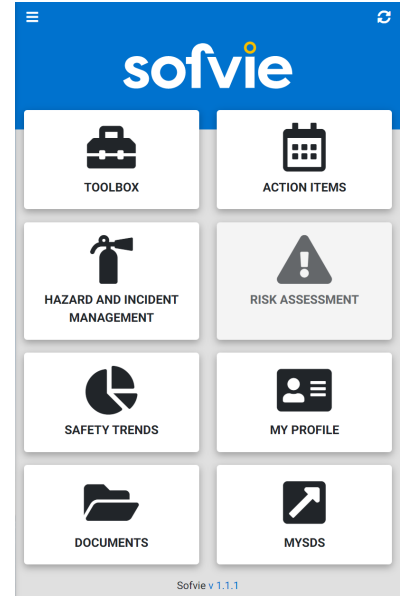 sofvie
TOOLBOX
ACTION ITEMS
HAZARD AND INCIDENT
MANAGEMENT
RISK ASSESSMENT
SAFETY TRENDS
MY PROFILE
DOCUMENTS
MYSDS
Sofvie v 1.1.1